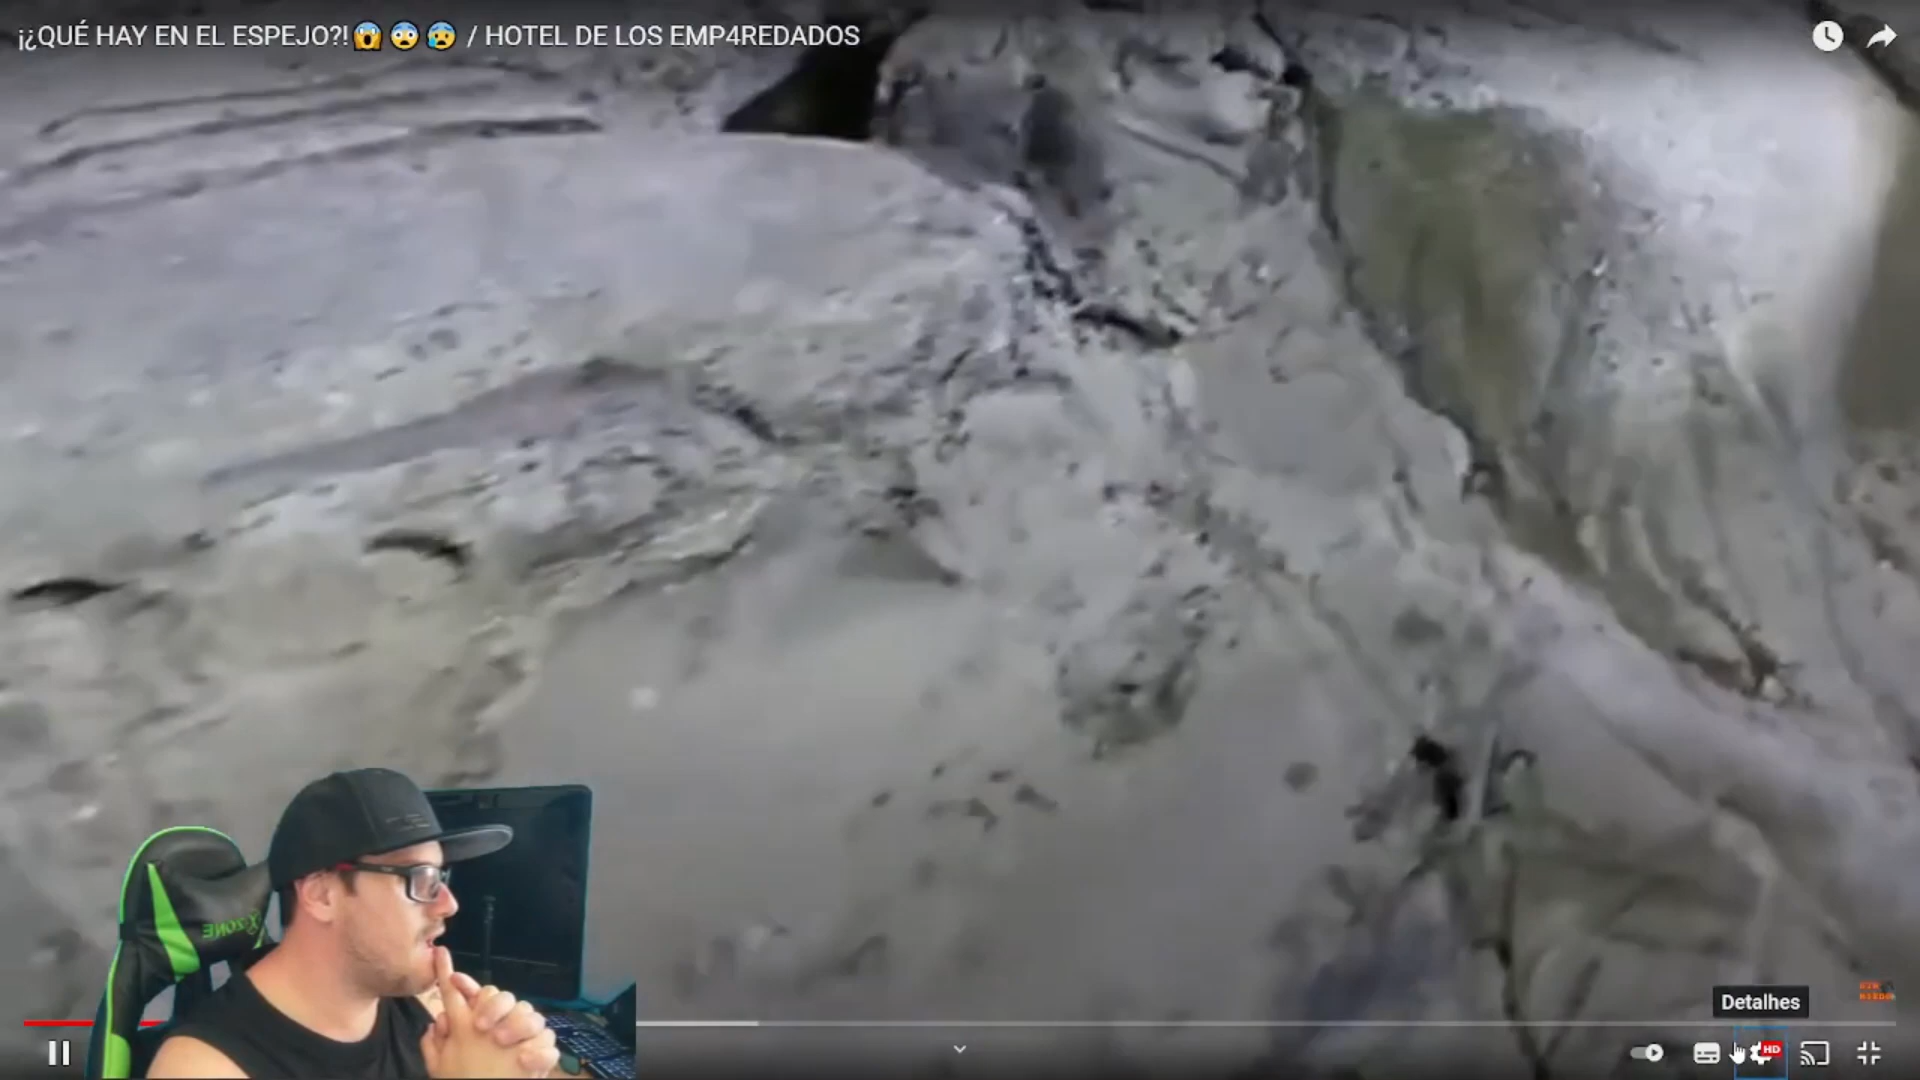 ¡¿QUÉ HAY EN EL ESPEJO?!😱😨😰 / HOTEL DE LOS EMP4REDADOS
Detalhes
HD